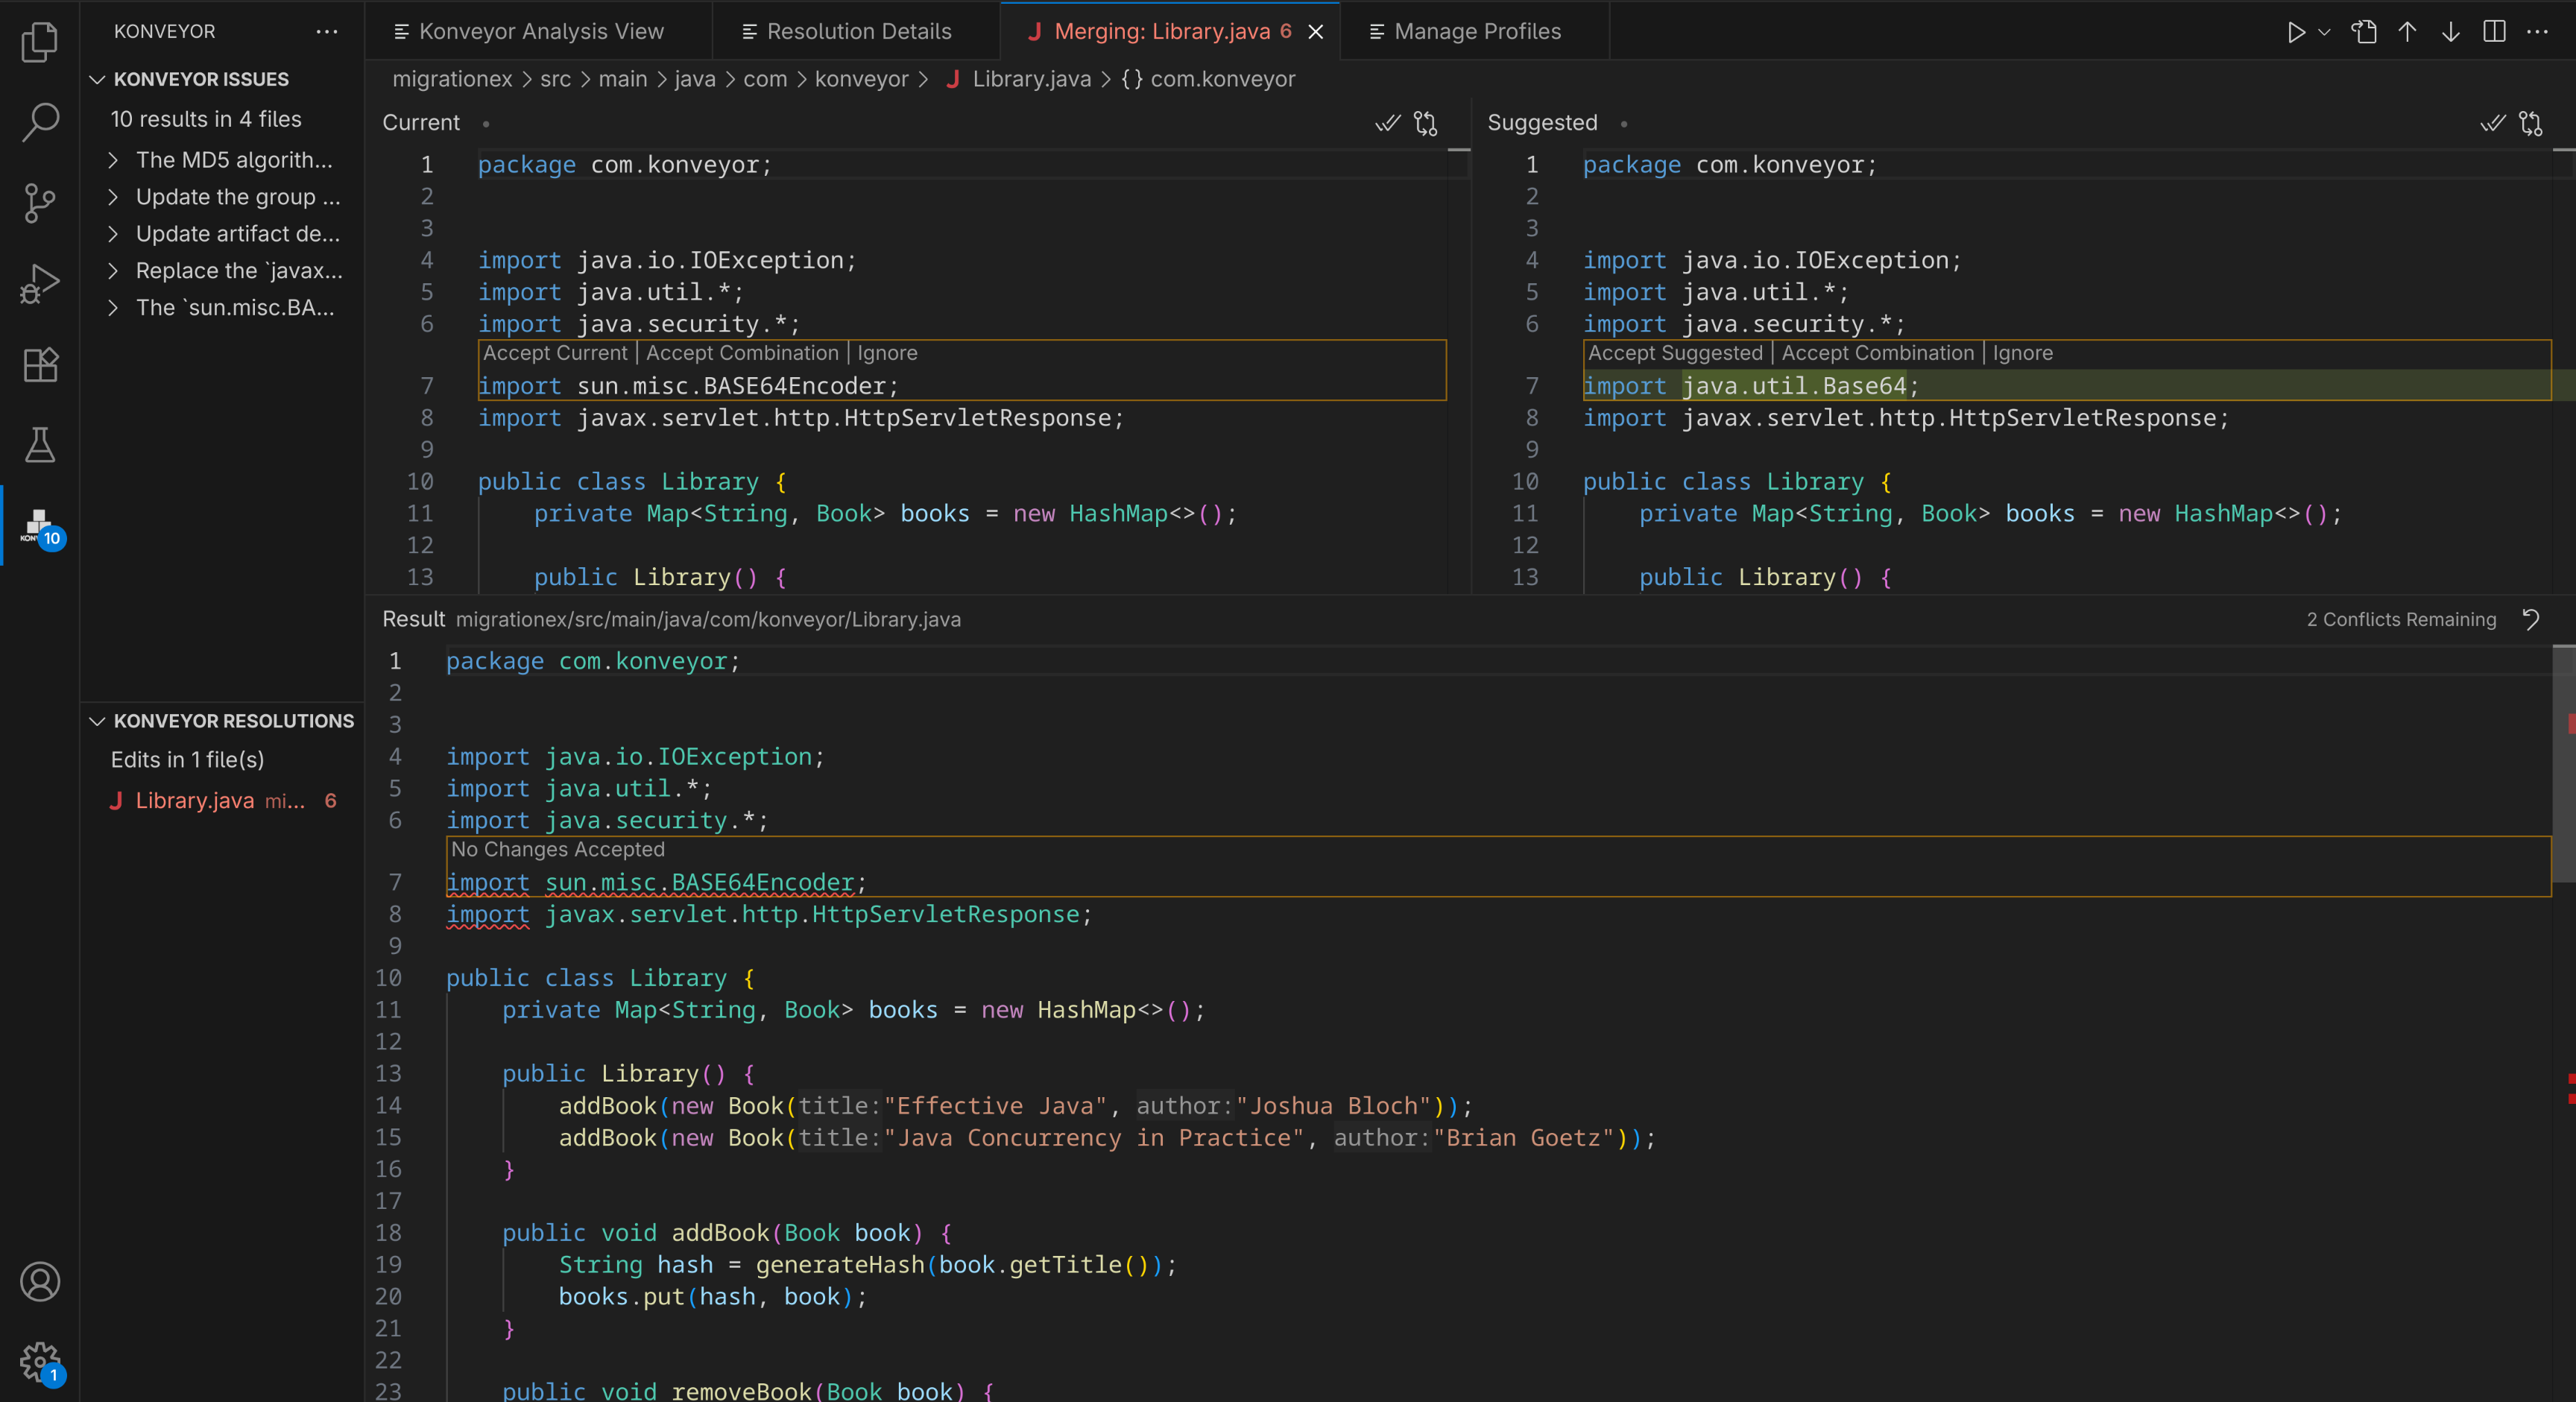 KONVEYOR
KONVEYOR ISSUES
10 results in 4 files
The MD5 algorith...
Update the group ...
Update artifact de...
Replace the `javax...
The `sun.misc.BA...
10
KONVEYOR RESOLUTIONS
Edits in 1 file(s)
Library.java mi... 6
1
Konveyor Analysis View
Resolution Details
Merging: Library.java 6
Manage Profiles
migrationex > src > main > java > com > konveyor > Library.java > {} com.konveyor
Current
1 package com.konveyor;
2
3
4 import java.io.IOException;
5 import java.util.*;
6 import java.security.*;
Accept Current | Accept Combination | Ignore
7 import sun.misc.BASE64Encoder;
8 import javax.servlet.http.HttpServletResponse;
9
10 public class Library {
11 private Map<String, Book> books = new HashMap<>();
12
13 public Library() {
Suggested
1 package com.konveyor;
2
3
4 import java.io.IOException;
5 import java.util.*;
6 import java.security.*;
Accept Suggested | Accept Combination | Ignore
7 import java.util.Base64;
8 import javax.servlet.http.HttpServletResponse;
9
10 public class Library {
11 private Map<String, Book> books = new HashMap<>();
12
13 public Library() {
Result migrationex/src/main/java/com/konveyor/Library.java 2 Conflicts Remaining
1 package com.konveyor;
2
3
4 import java.io.IOException;
5 import java.util.*;
6 import java.security.*;
No Changes Accepted
7 import sun.misc.BASE64Encoder;
8 import javax.servlet.http.HttpServletResponse;
9
10 public class Library {
11 private Map<String, Book> books = new HashMap<>();
12
13 public Library() {
14 addBook(new Book(title:"Effective Java", author:"Joshua Bloch"));
15 addBook(new Book(title:"Java Concurrency in Practice", author:"Brian Goetz"));
16 }
17
18 public void addBook(Book book) {
19 String hash = generateHash(book.getTitle());
20 books.put(hash, book);
21 }
22
23 public void removeBook(Book book) {